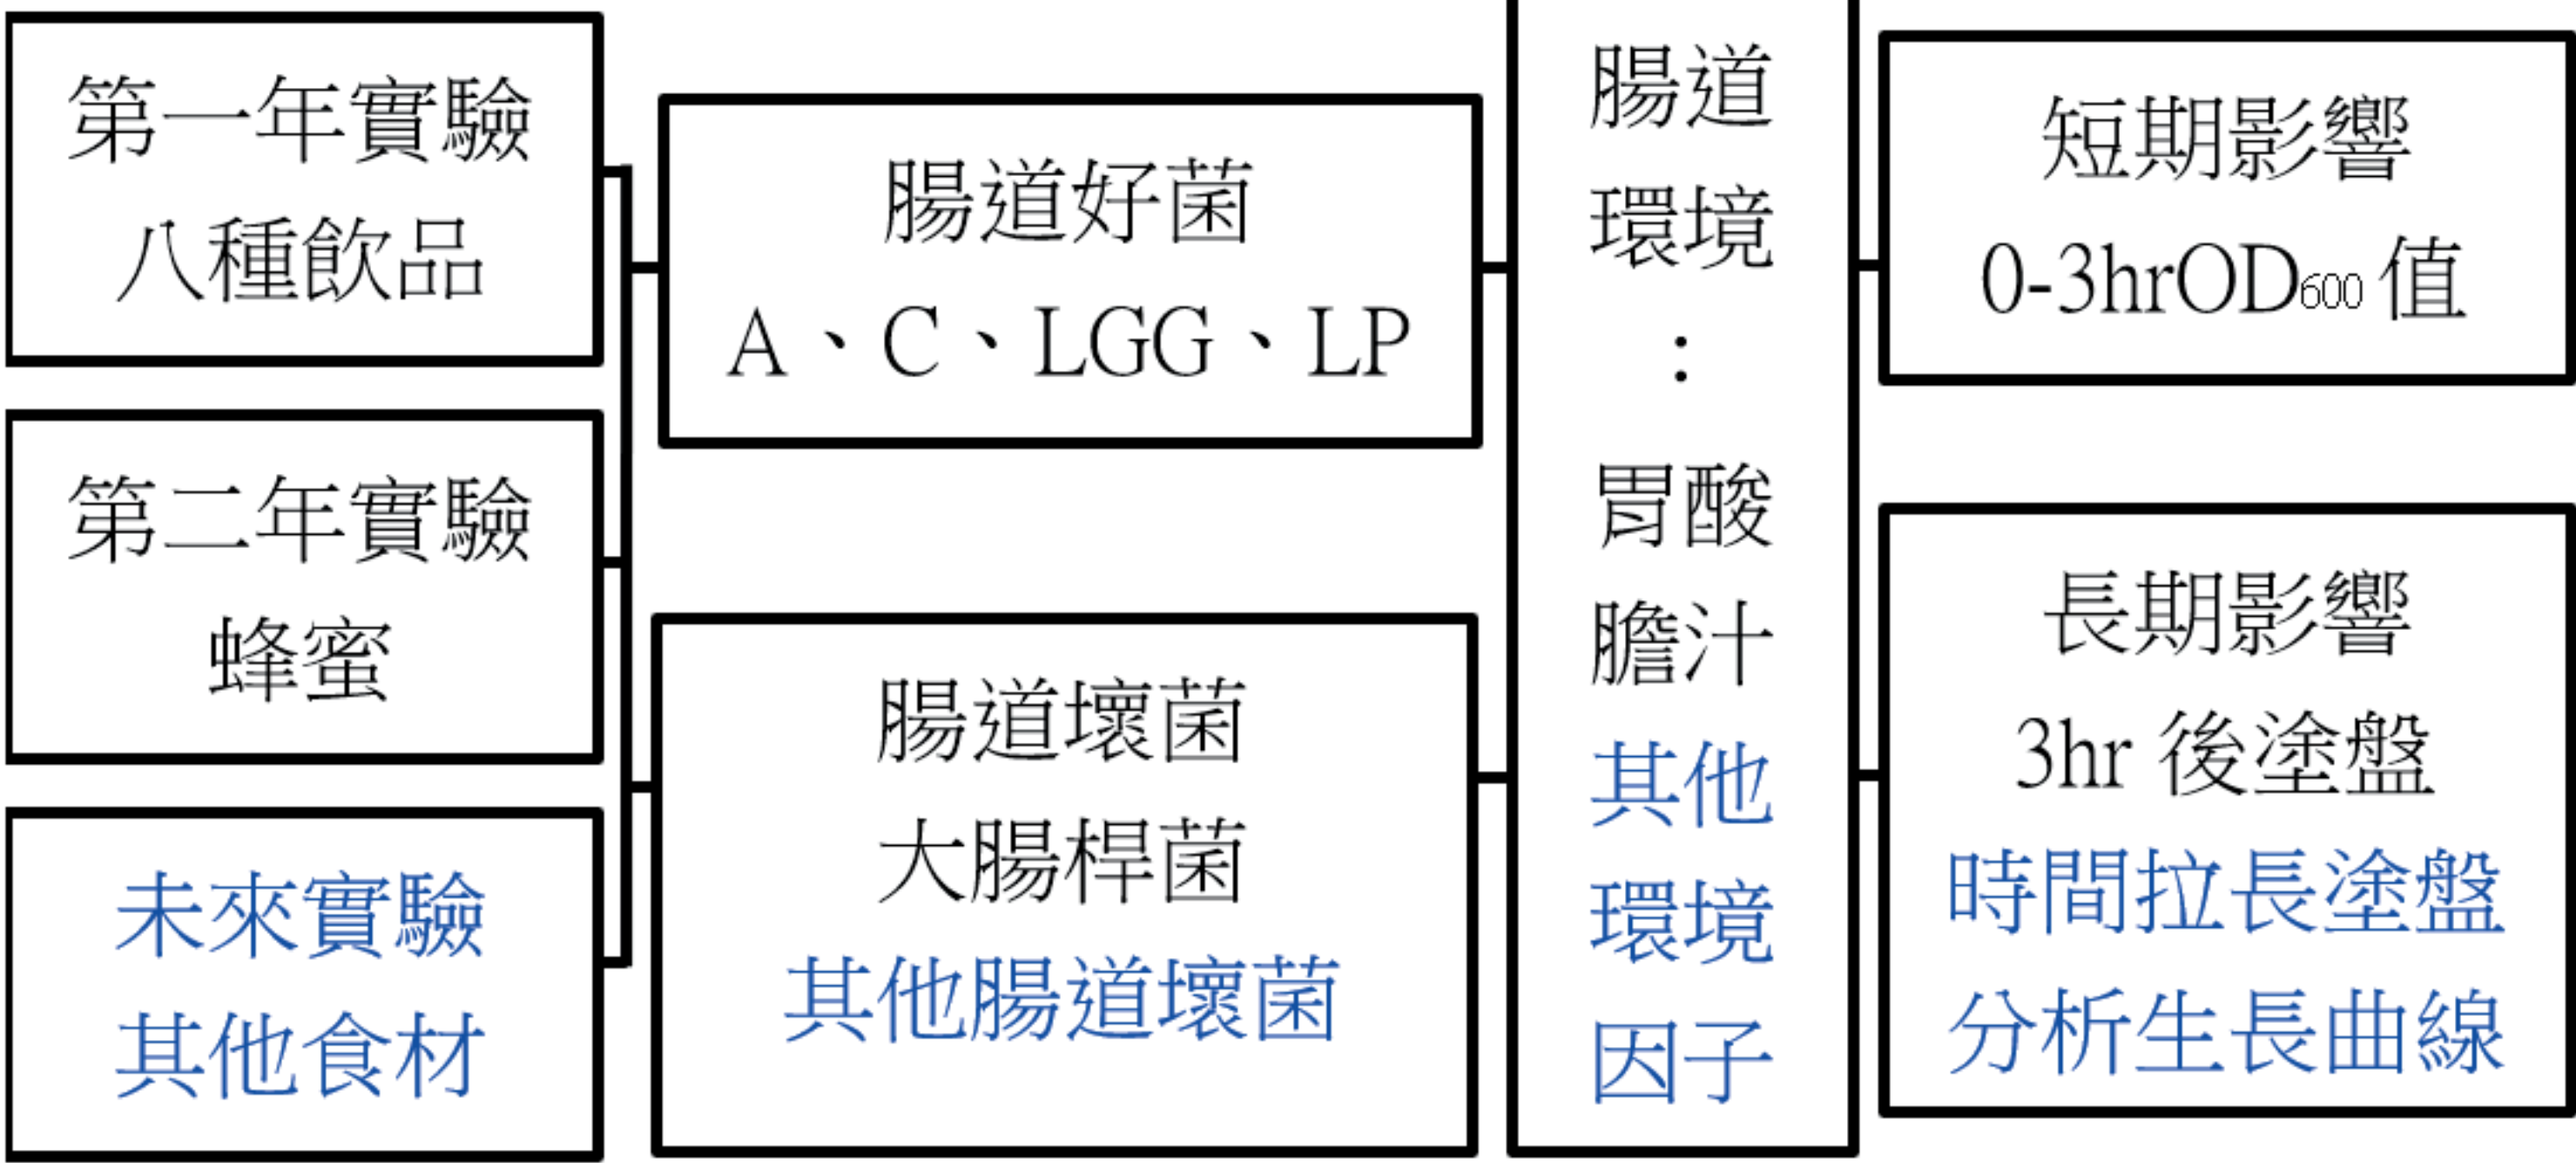 第一年實驗
八種飲品
第二年實驗
蜂蜜
未來實驗
其他食材
腸道好菌
A、C、LGG、LP
腸道壞菌
大腸桿菌
其他腸道壞菌
腸道
環境
：
胃酸
膽汁
其他
環境
因子
短期影響
0-3hrOD600 值
長期影響
3hr 後塗盤
時間拉長塗盤
分析生長曲線